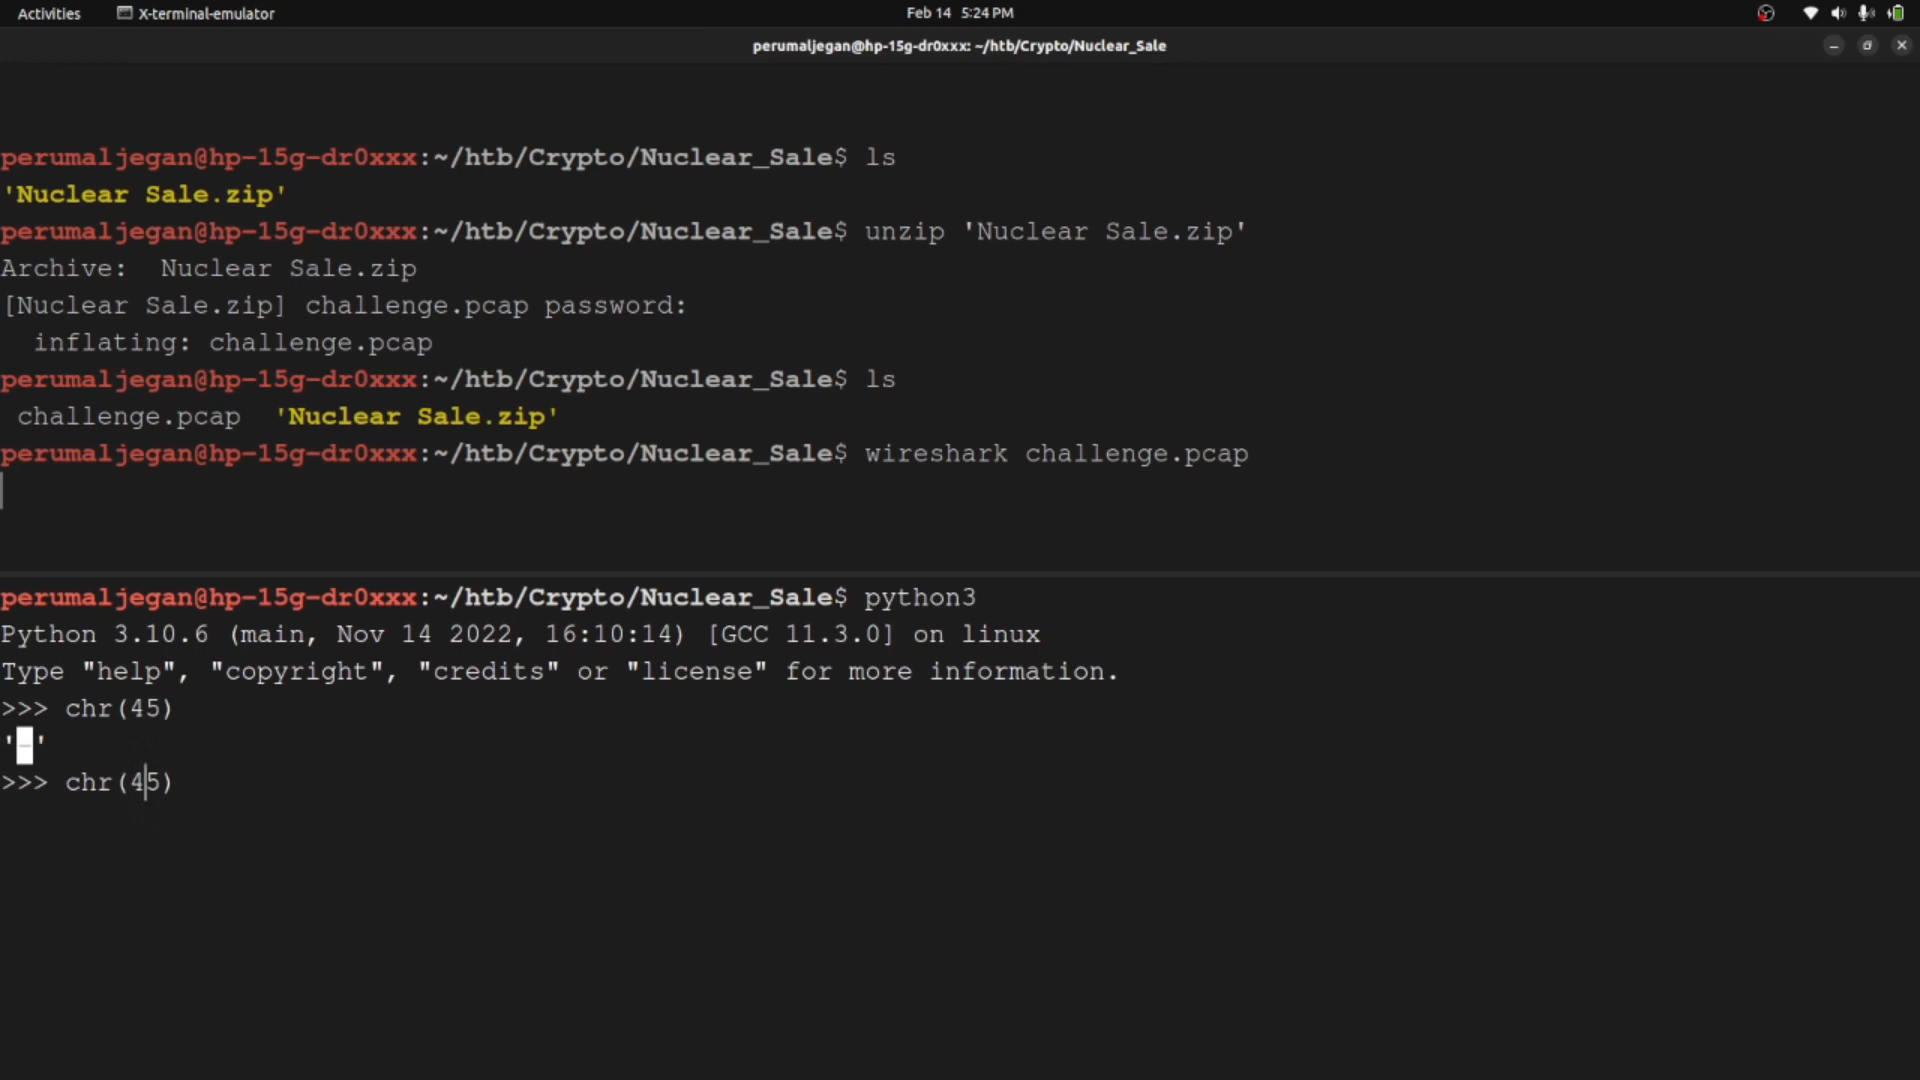 Activities X-terminal-emulator Feb 14 5:24 PM
perumaljegan@hp-15g-dr0xxx: ~/htb/Crypto/Nuclear_Sale
perumaljegan@hp-15g-dr0xxx:~/htb/Crypto/Nuclear_Sale$ ls
'Nuclear Sale.zip'
perumaljegan@hp-15g-dr0xxx:~/htb/Crypto/Nuclear_Sale$ unzip 'Nuclear Sale.zip'
Archive:  Nuclear Sale.zip
[Nuclear Sale.zip] challenge.pcap password:
  inflating: challenge.pcap
perumaljegan@hp-15g-dr0xxx:~/htb/Crypto/Nuclear_Sale$ ls
 challenge.pcap  'Nuclear Sale.zip'
perumaljegan@hp-15g-dr0xxx:~/htb/Crypto/Nuclear_Sale$ wireshark challenge.pcap
perumaljegan@hp-15g-dr0xxx:~/htb/Crypto/Nuclear_Sale$ python3
Python 3.10.6 (main, Nov 14 2022, 16:10:14) [GCC 11.3.0] on linux
Type "help", "copyright", "credits" or "license" for more information.
>>> chr(45)
'-'
>>> chr(45)